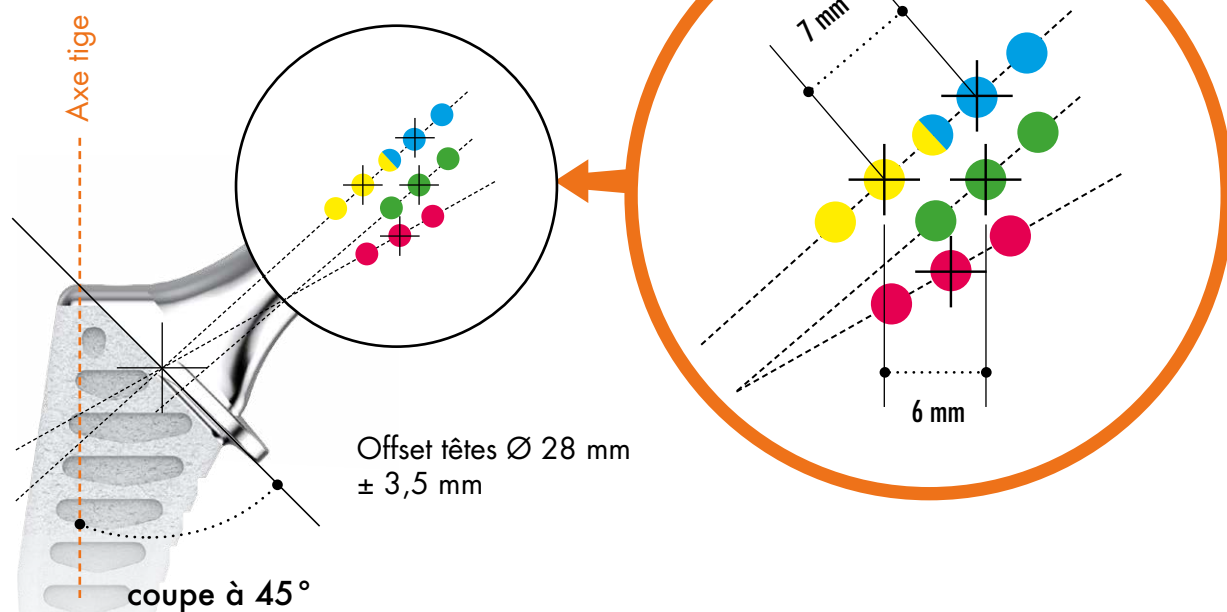 Axe tige
7 mm
6 mm
Offset têtes Ø 28 mm
± 3,5 mm
coupe à 45°